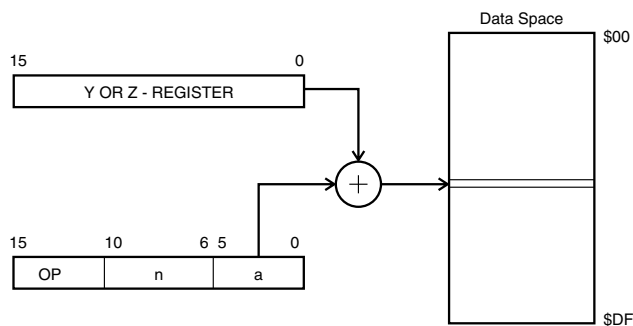 Data Space
$00
15 0
Y OR Z - REGISTER
+
15 10 6 5 0
OP n a
$DF